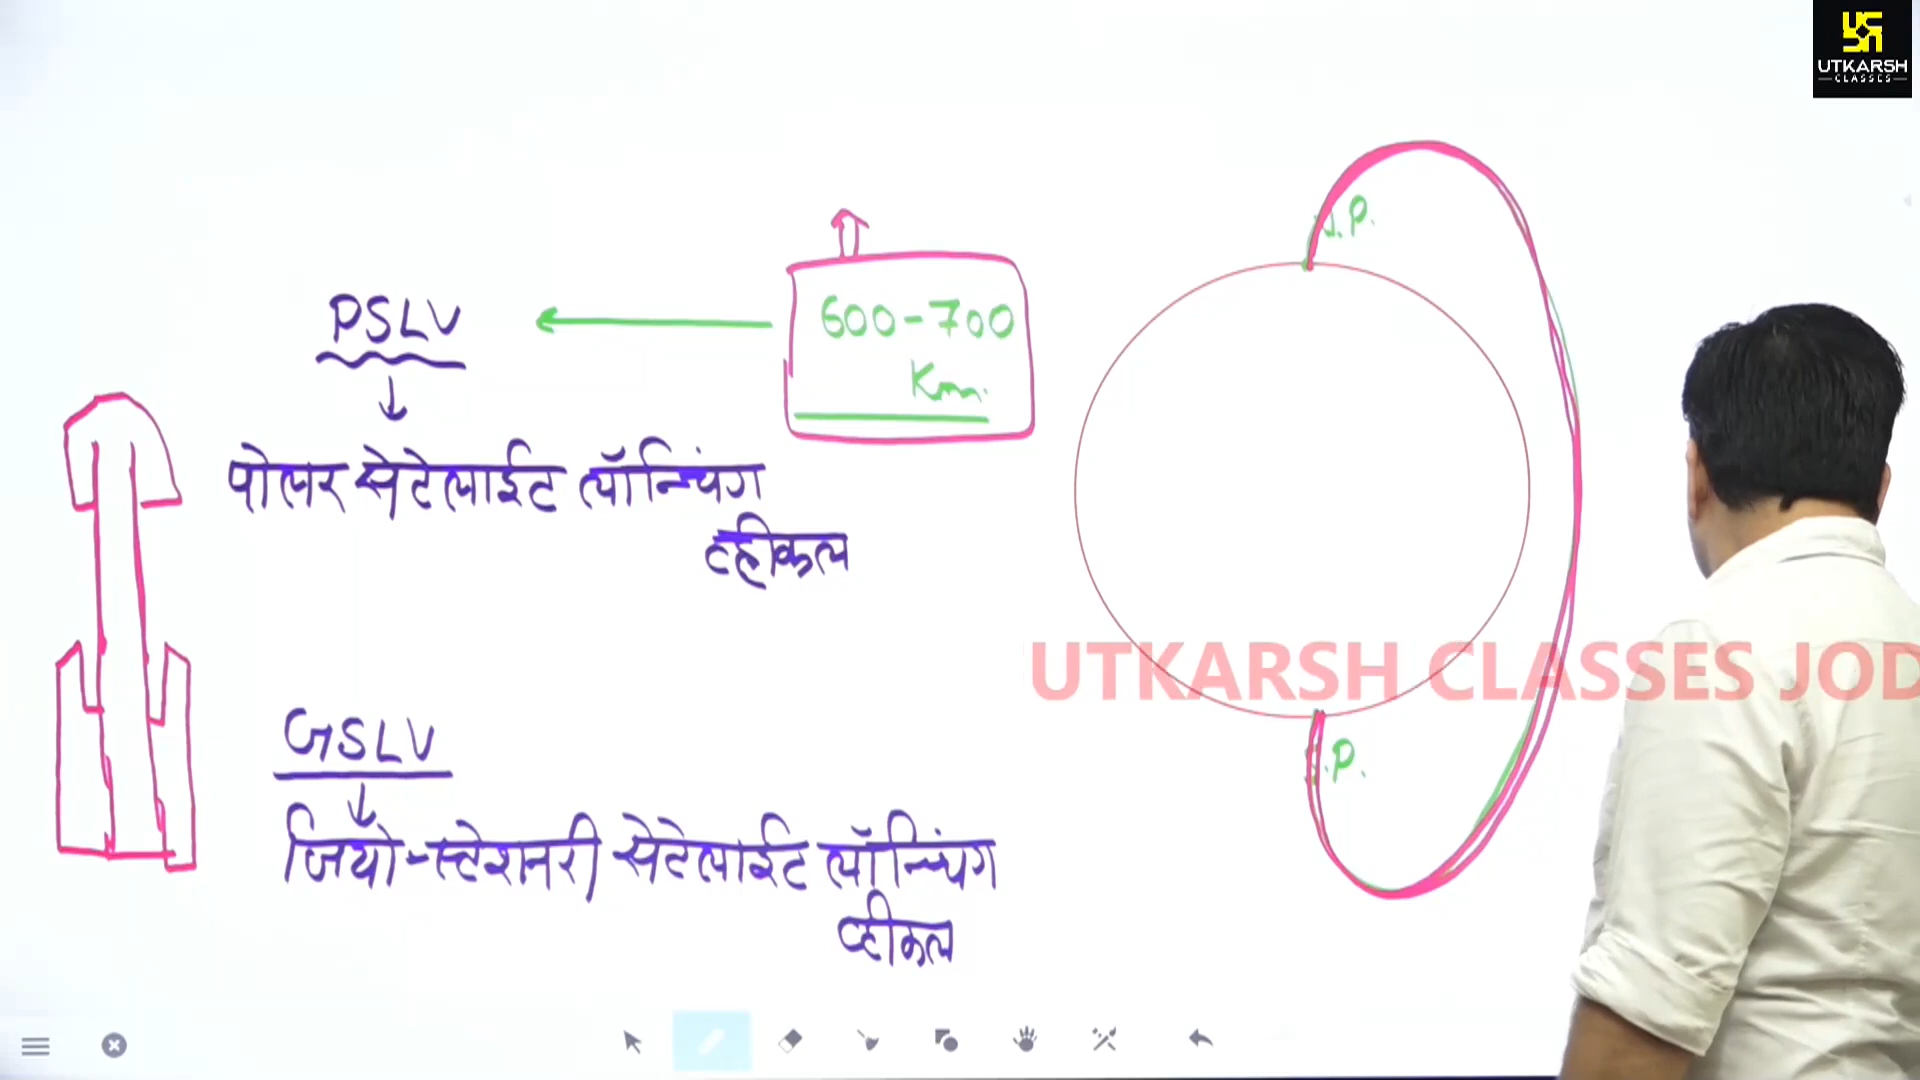 UTKARSH
CLASSES
N.P.
PSLV
600-700
Km.
पोलर सेटेलाईट लॉन्चिंग
व्हीकल
UTKARSH CLASSES JOD
GSLV
.P.
जियो-स्टेशनरी सेटेलाईट लॉन्चिंग
व्हीकल